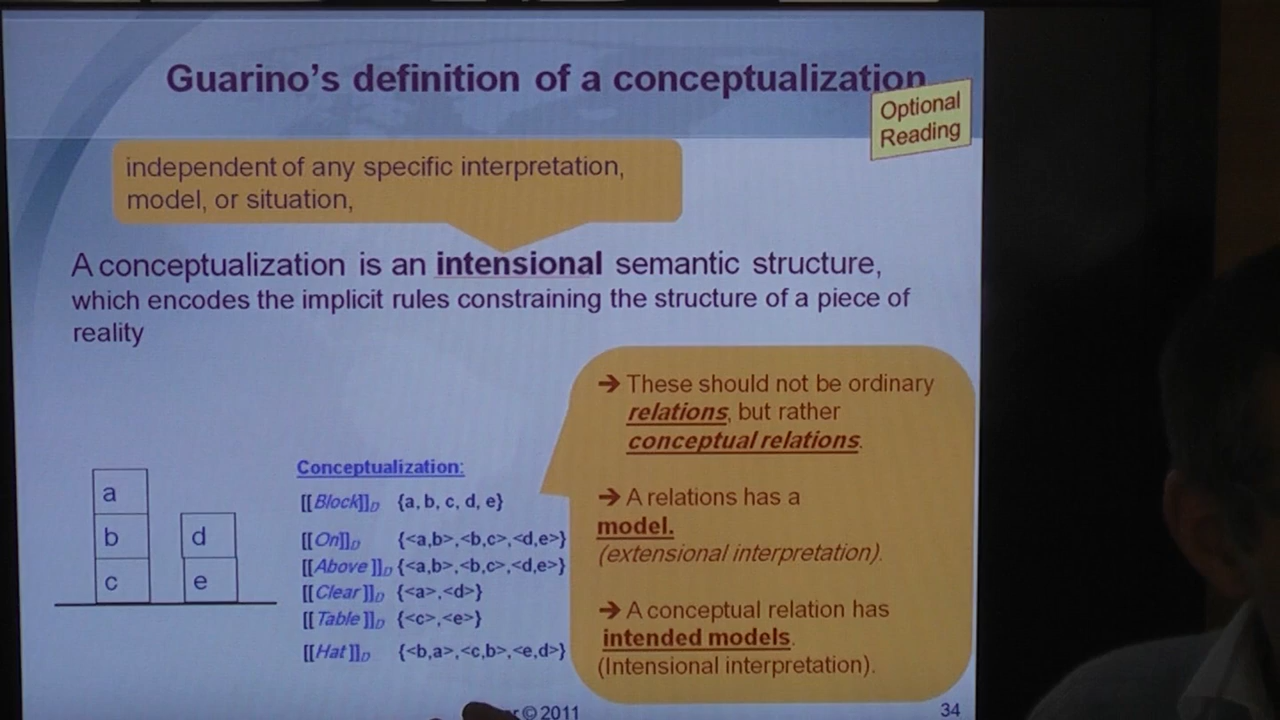 Guarino's definition of a conceptualization
Optional
Reading
independent of any specific interpretation,
model, or situation,
A conceptualization is an intensional semantic structure,
which encodes the implicit rules constraining the structure of a piece of
reality
➔ These should not be ordinary
relations, but rather
conceptual relations.
➔ A relations has a
model.
(extensional interpretation).
➔ A conceptual relation has
intended models.
(Intensional interpretation).
a
b
c
d
e
Conceptualization:
[[Block]]D {a, b, c, d, e}
[[On]]D {<a,b>,<b,c>,<d,e>}
[[Above ]]D {<a,b>,<b,c>,<d,e>}
[[Clear ]]D {<a>,<d>}
[[Table ]]D {<c>,<e>}
[[Hat ]]D {<b,a>,<c,b>,<e,d>}
© 2011
34